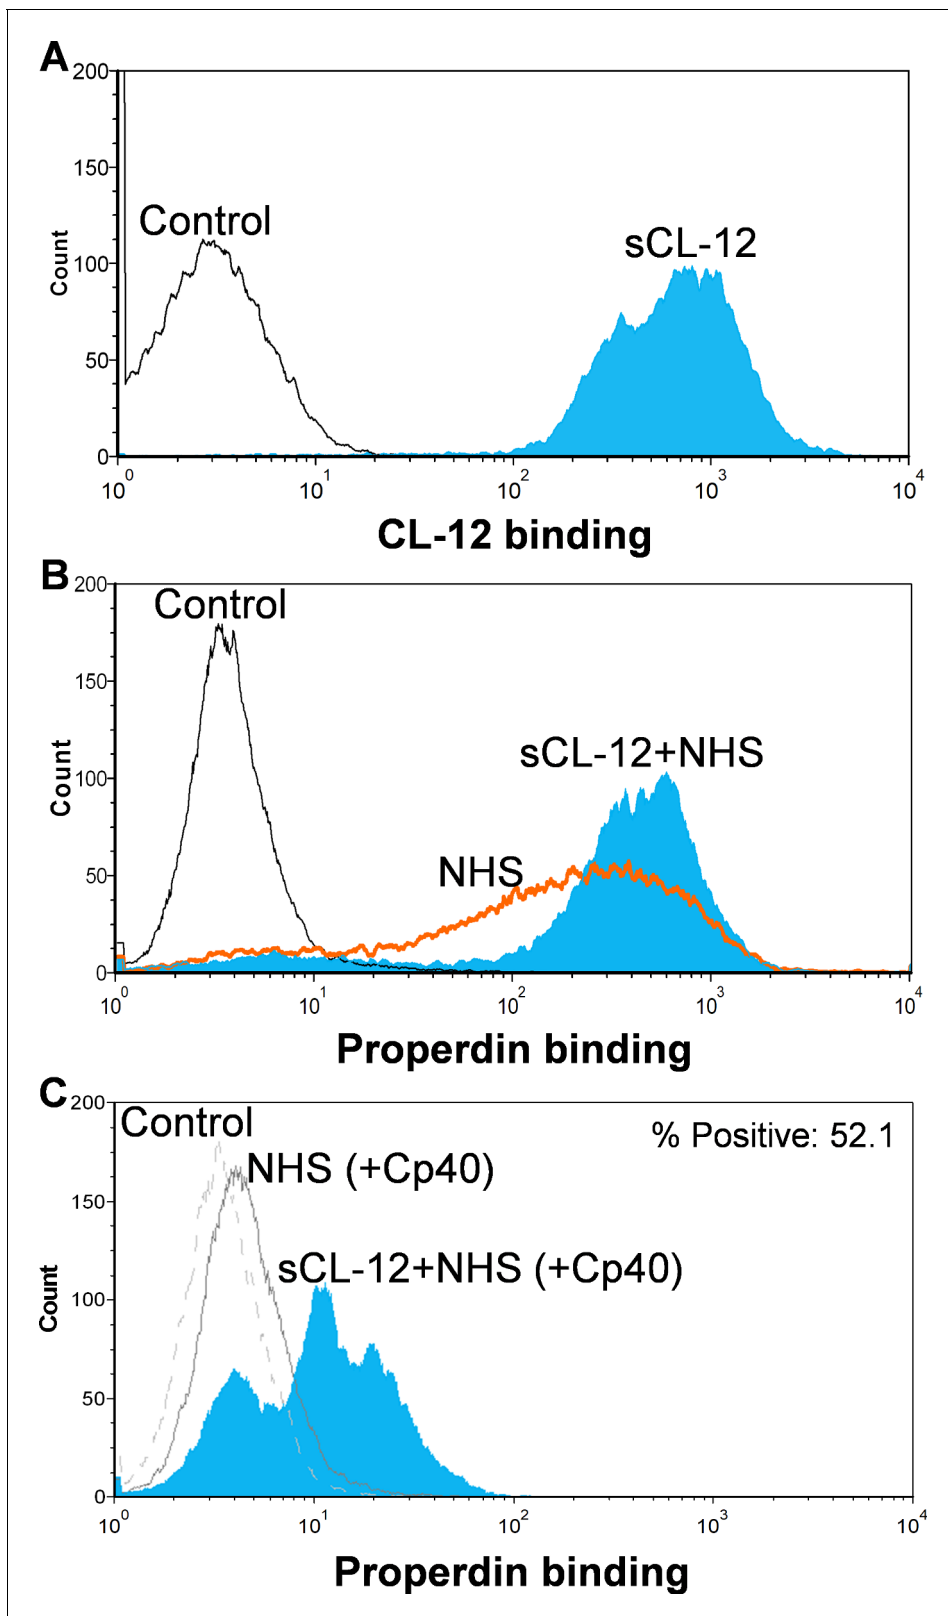 A
200
150
100
50
0
Count
Control
sCL-12
10^0 10^1 10^2 10^3 10^4
CL-12 binding
B
200
150
100
50
0
Count
Control
sCL-12+NHS
NHS
10^0 10^1 10^2 10^3 10^4
Properdin binding
C
200
150
100
50
0
Count
Control
% Positive: 52.1
NHS (+Cp40)
sCL-12+NHS (+Cp40)
10^0 10^1 10^2 10^3 10^4
Properdin binding